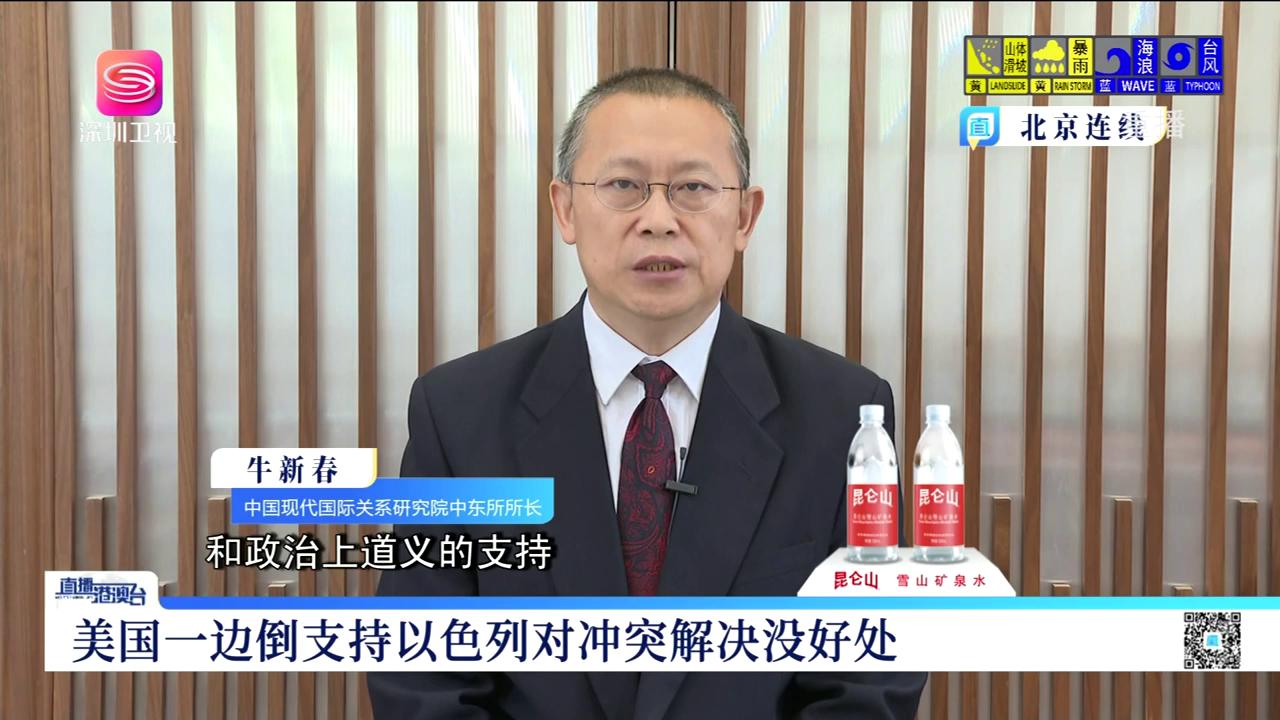 深圳卫视
山体滑坡
黄 LANDSLIDE
暴雨
黄 RAIN STORM
海浪
蓝 WAVE
台风
蓝 TYPHOON
直 北京连线
牛新春
中国现代国际关系研究院中东所所长
和政治上道义的支持
昆仑山
昆仑山
昆仑山 雪山矿泉水
直播港澳台
美国一边倒支持以色列对冲突解决没好处